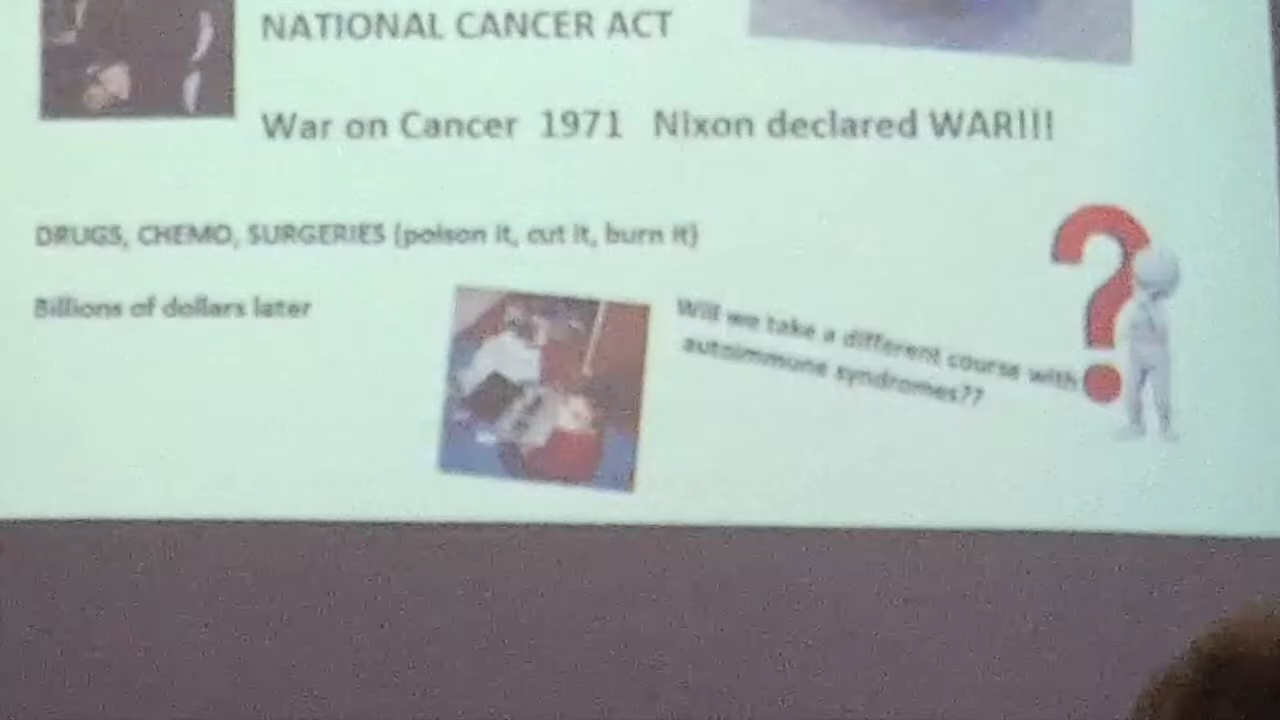 NATIONAL CANCER ACT
War on Cancer 1971 Nixon declared WAR!!!
DRUGS, CHEMO, SURGERIES (poison it, cut it, burn it)
Billions of dollars later
Will we take a different course with
autoimmune syndromes??